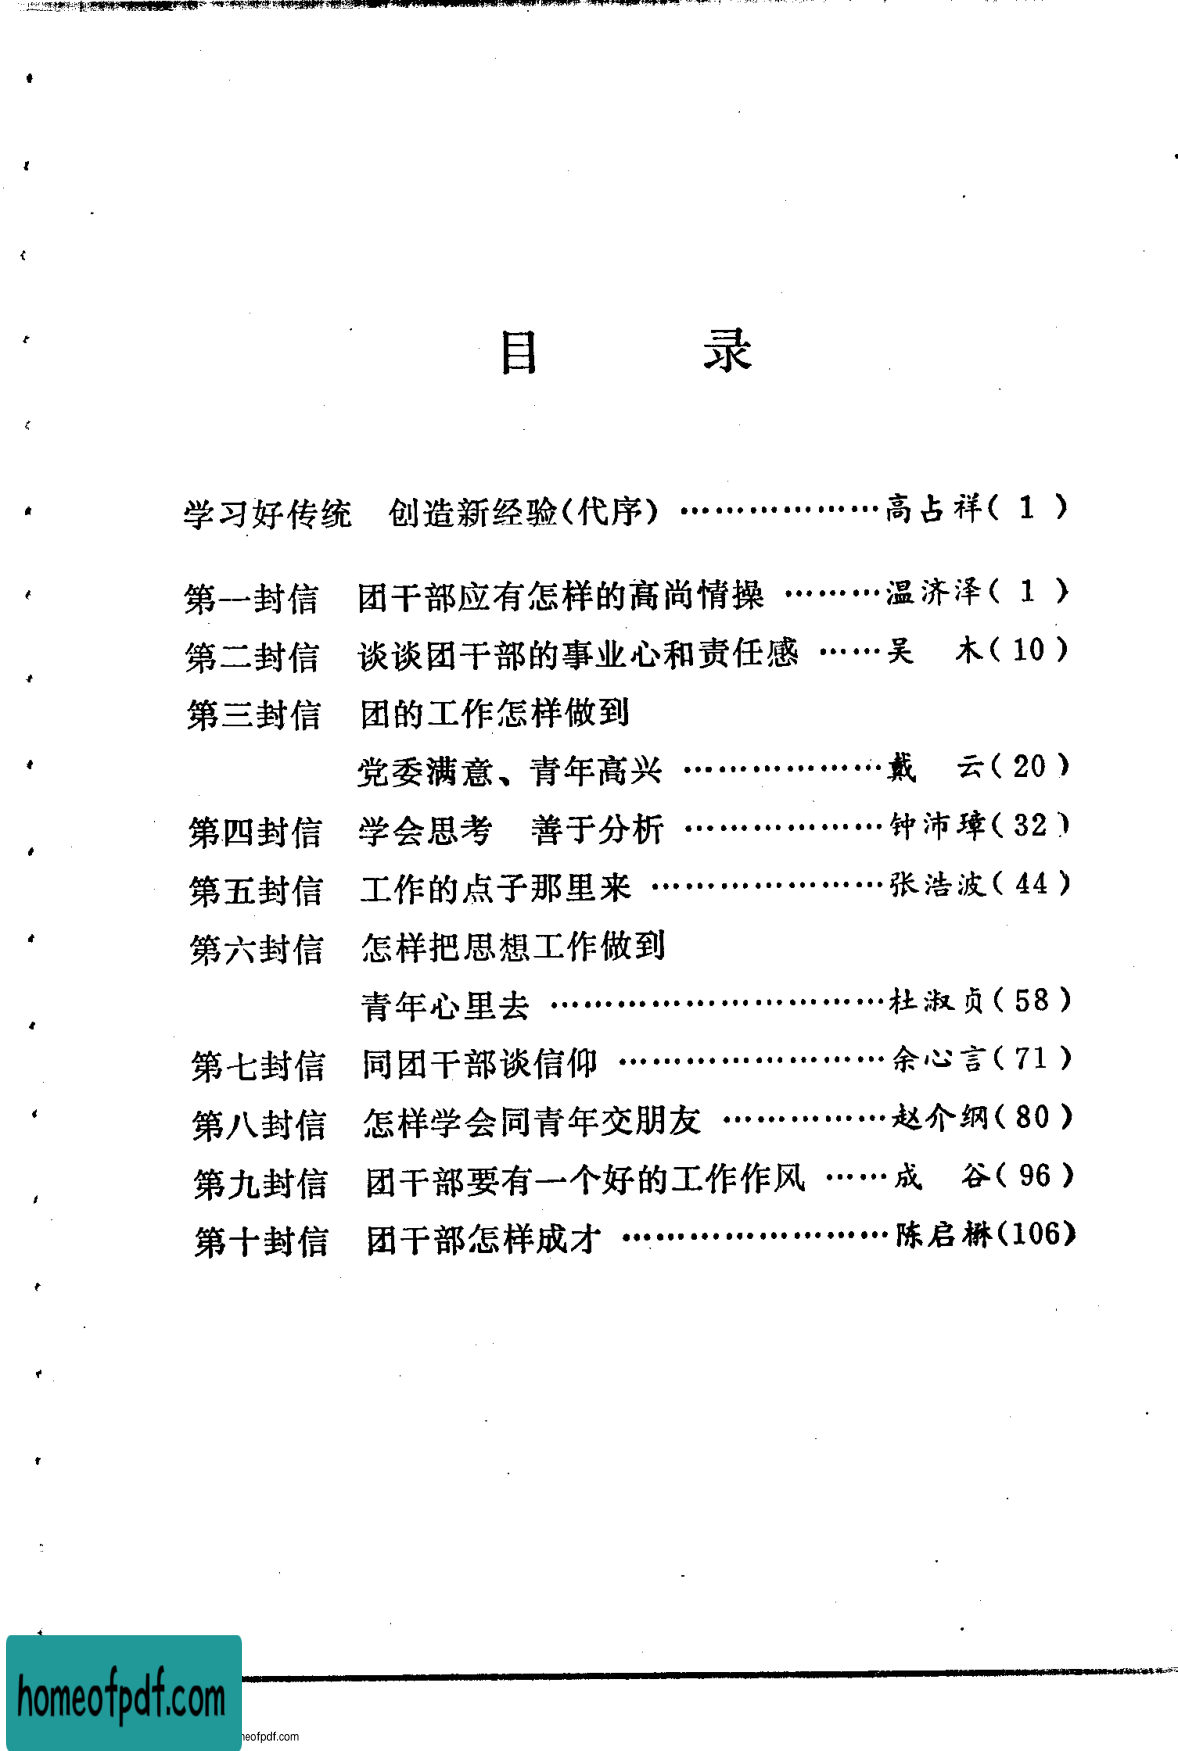 目　录
学习好传统　创造新经验(代序) ………………高占祥( 1 )
第一封信　团干部应有怎样的高尚情操 ………温济泽( 1 )
第二封信　谈谈团干部的事业心和责任感 ……吴　木( 10 )
第三封信　团的工作怎样做到
党委满意、青年高兴 ………………戴　云( 20 )
第四封信　学会思考　善于分析 ………………钟沛璋( 32 )
第五封信　工作的点子那里来 …………………张浩波( 44 )
第六封信　怎样把思想工作做到
青年心里去 …………………………杜淑贞( 58 )
第七封信　同团干部谈信仰 ……………………余心言( 71 )
第八封信　怎样学会同青年交朋友 ……………赵介纲( 80 )
第九封信　团干部要有一个好的工作作风 ……成　谷( 96 )
第十封信　团干部怎样成才 ……………………陈启楙(106)
homeofpdf.com
neofpdf.com